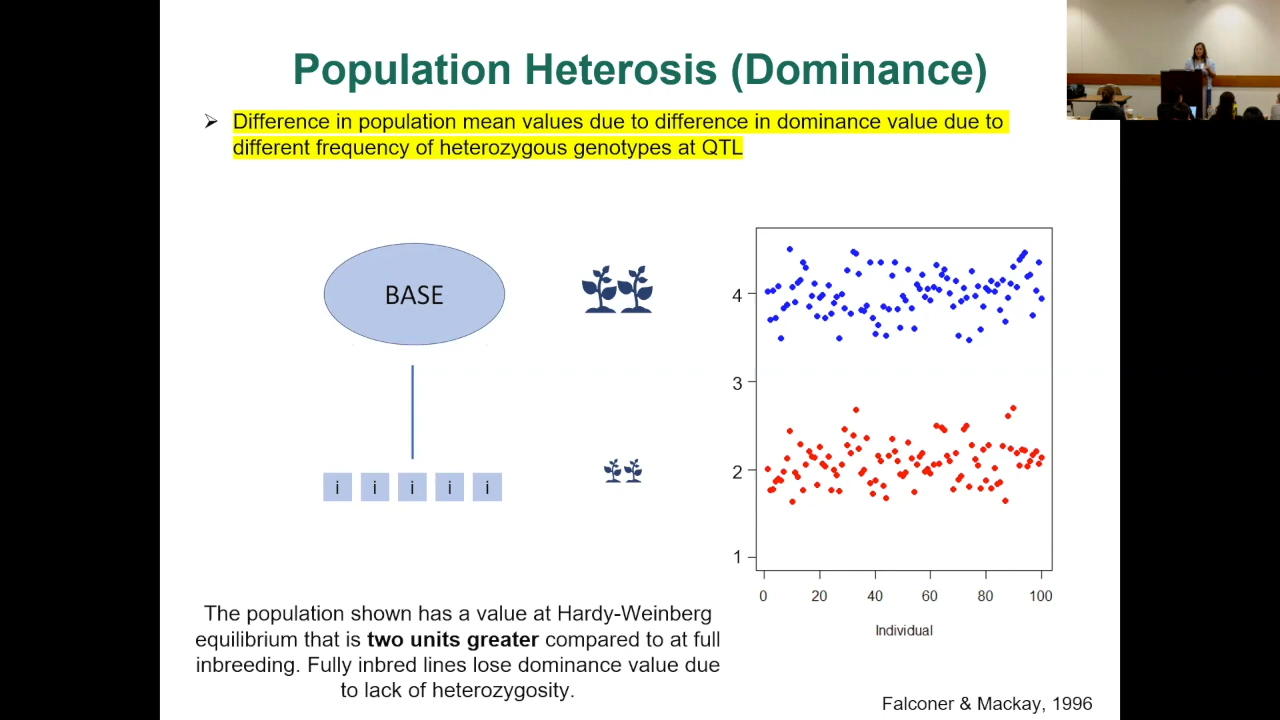 Population Heterosis (Dominance)
Difference in population mean values due to difference in dominance value due to
different frequency of heterozygous genotypes at QTL
BASE
i i i i i
4
3
2
1
0 20 40 60 80 100
Individual
The population shown has a value at Hardy-Weinberg
equilibrium that is two units greater compared to at full
inbreeding. Fully inbred lines lose dominance value due
to lack of heterozygosity.
Falconer & Mackay, 1996